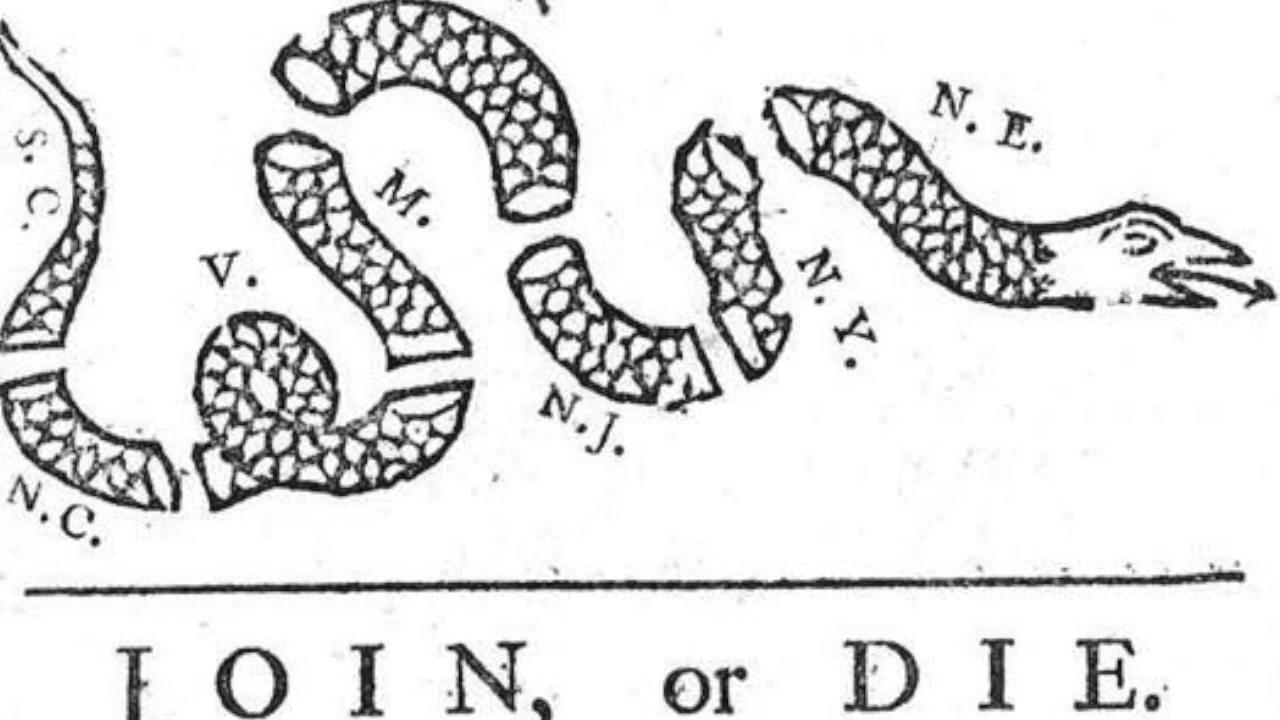 N. E.
S. C.
M.
V.
N. Y.
N.J.
N.C.
JOIN, or DIE.